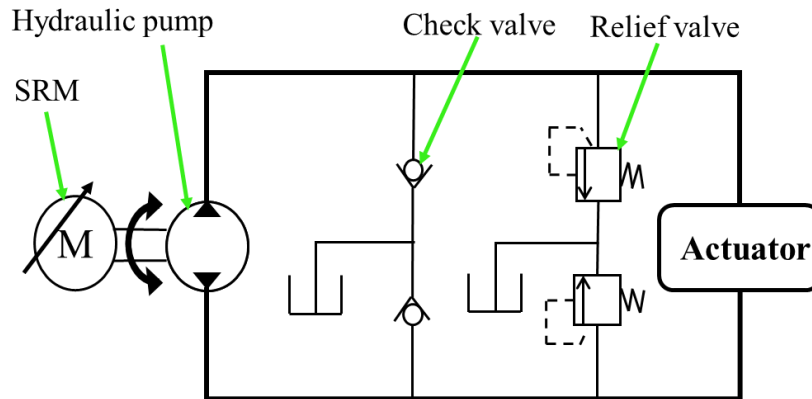 Hydraulic pump
Check valve
Relief valve
SRM
M
Actuator